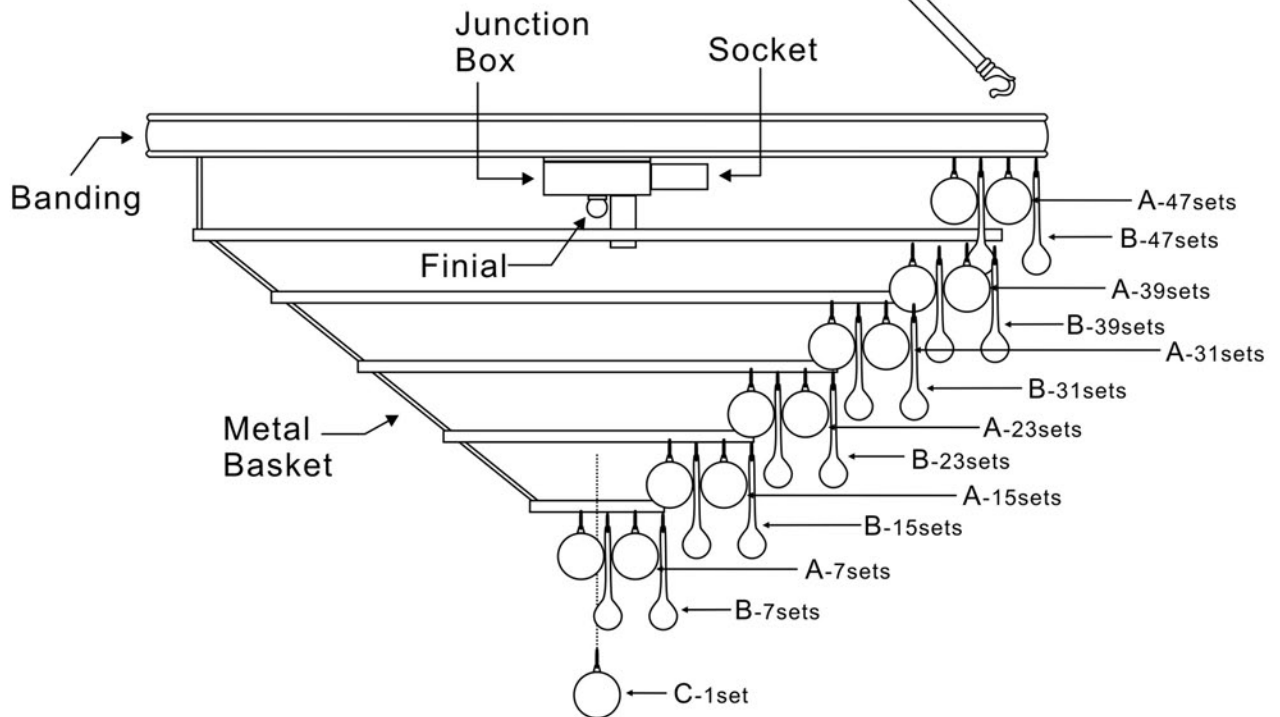 Junction
Box
Socket
Banding
A-47sets
B-47sets
Finial
A-39sets
B-39sets
A-31sets
B-31sets
Metal
Basket
A-23sets
B-23sets
A-15sets
B-15sets
A-7sets
B-7sets
C-1set